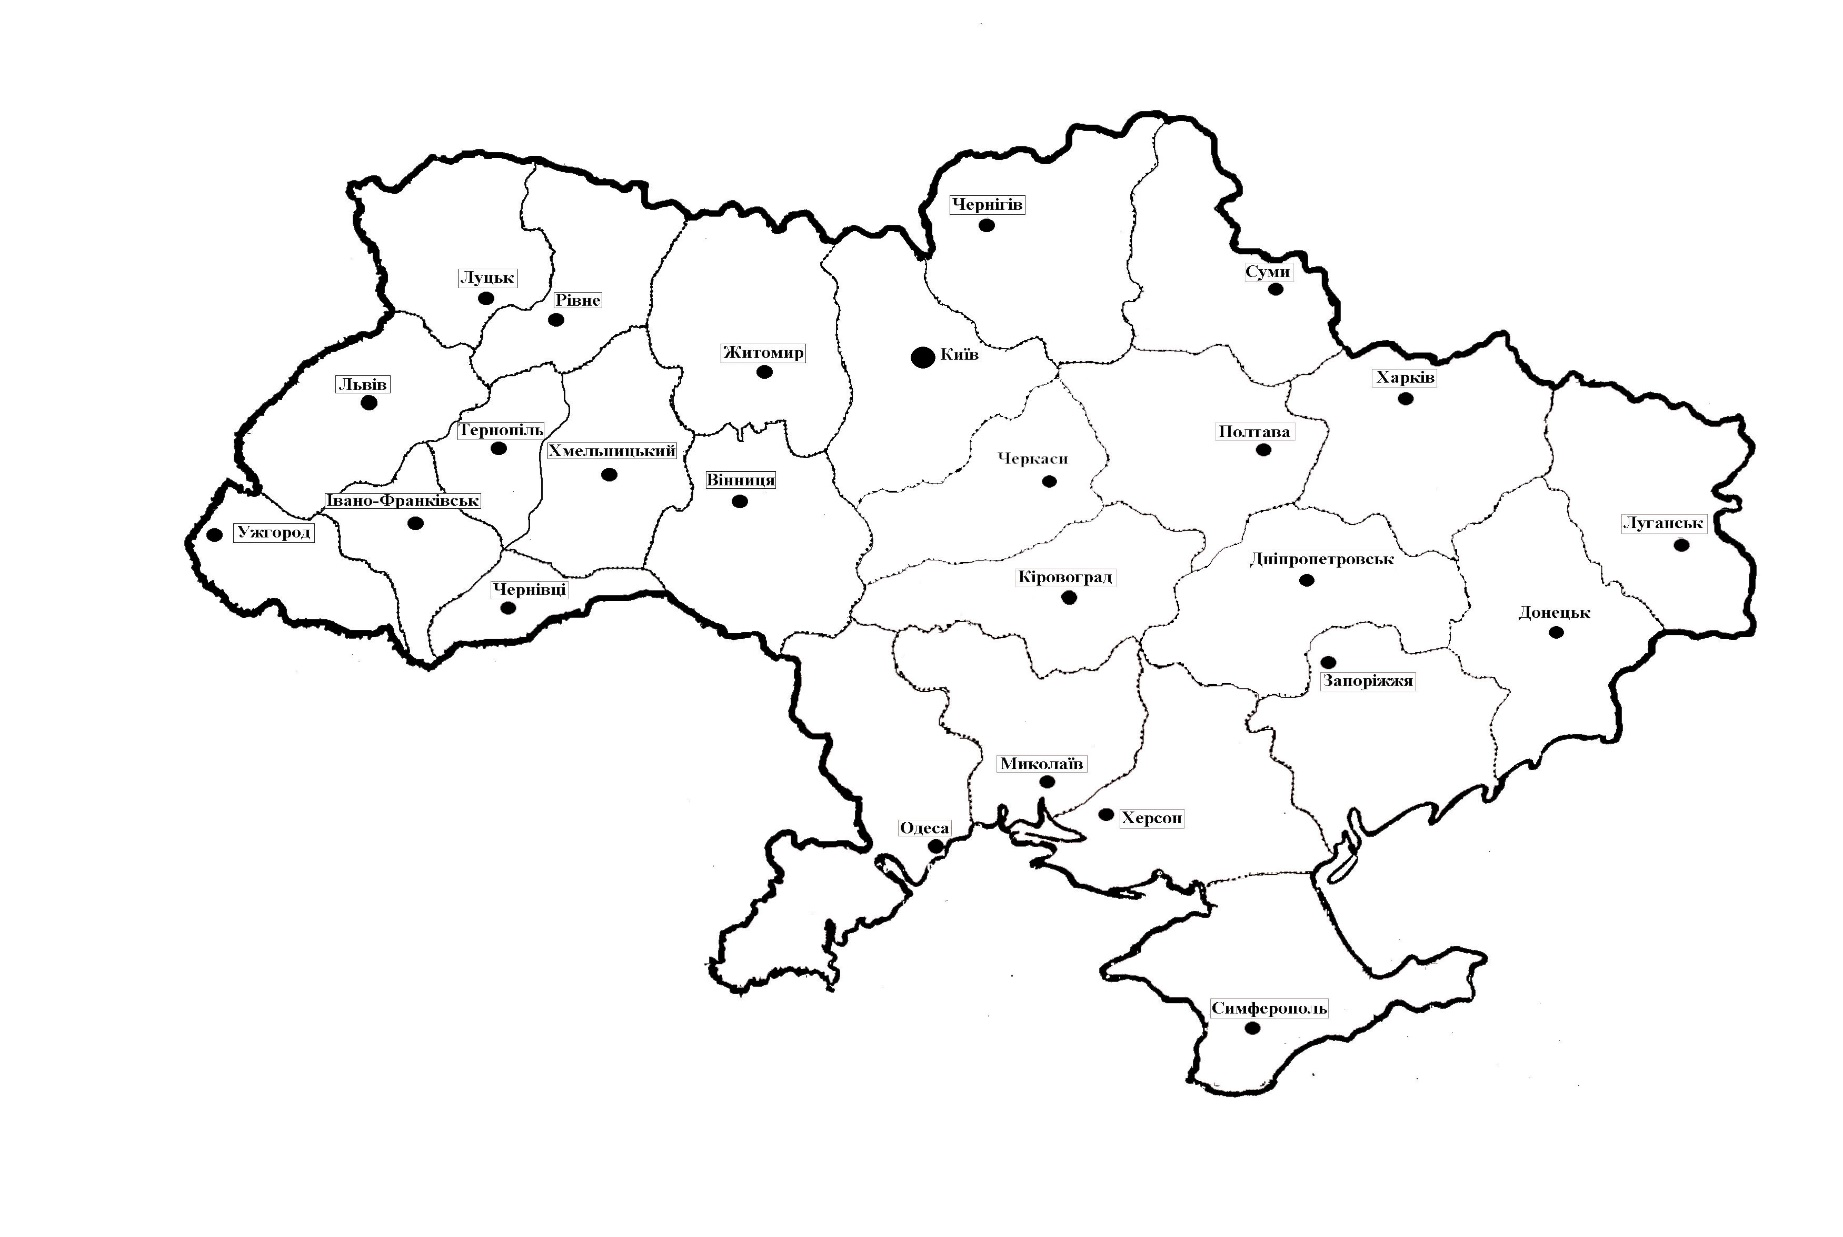 Чернігів
Суми
Луцьк
Рівне
Житомир
Київ
Львів
Харків
Тернопіль
Хмельницький
Полтава
Черкаси
Вінниця
Івано-Франківськ
Ужгород
Луганськ
Дніпропетровськ
Кіровоград
Чернівці
Донецьк
Запоріжжя
Миколаїв
Херсон
Одеса
Симферополь